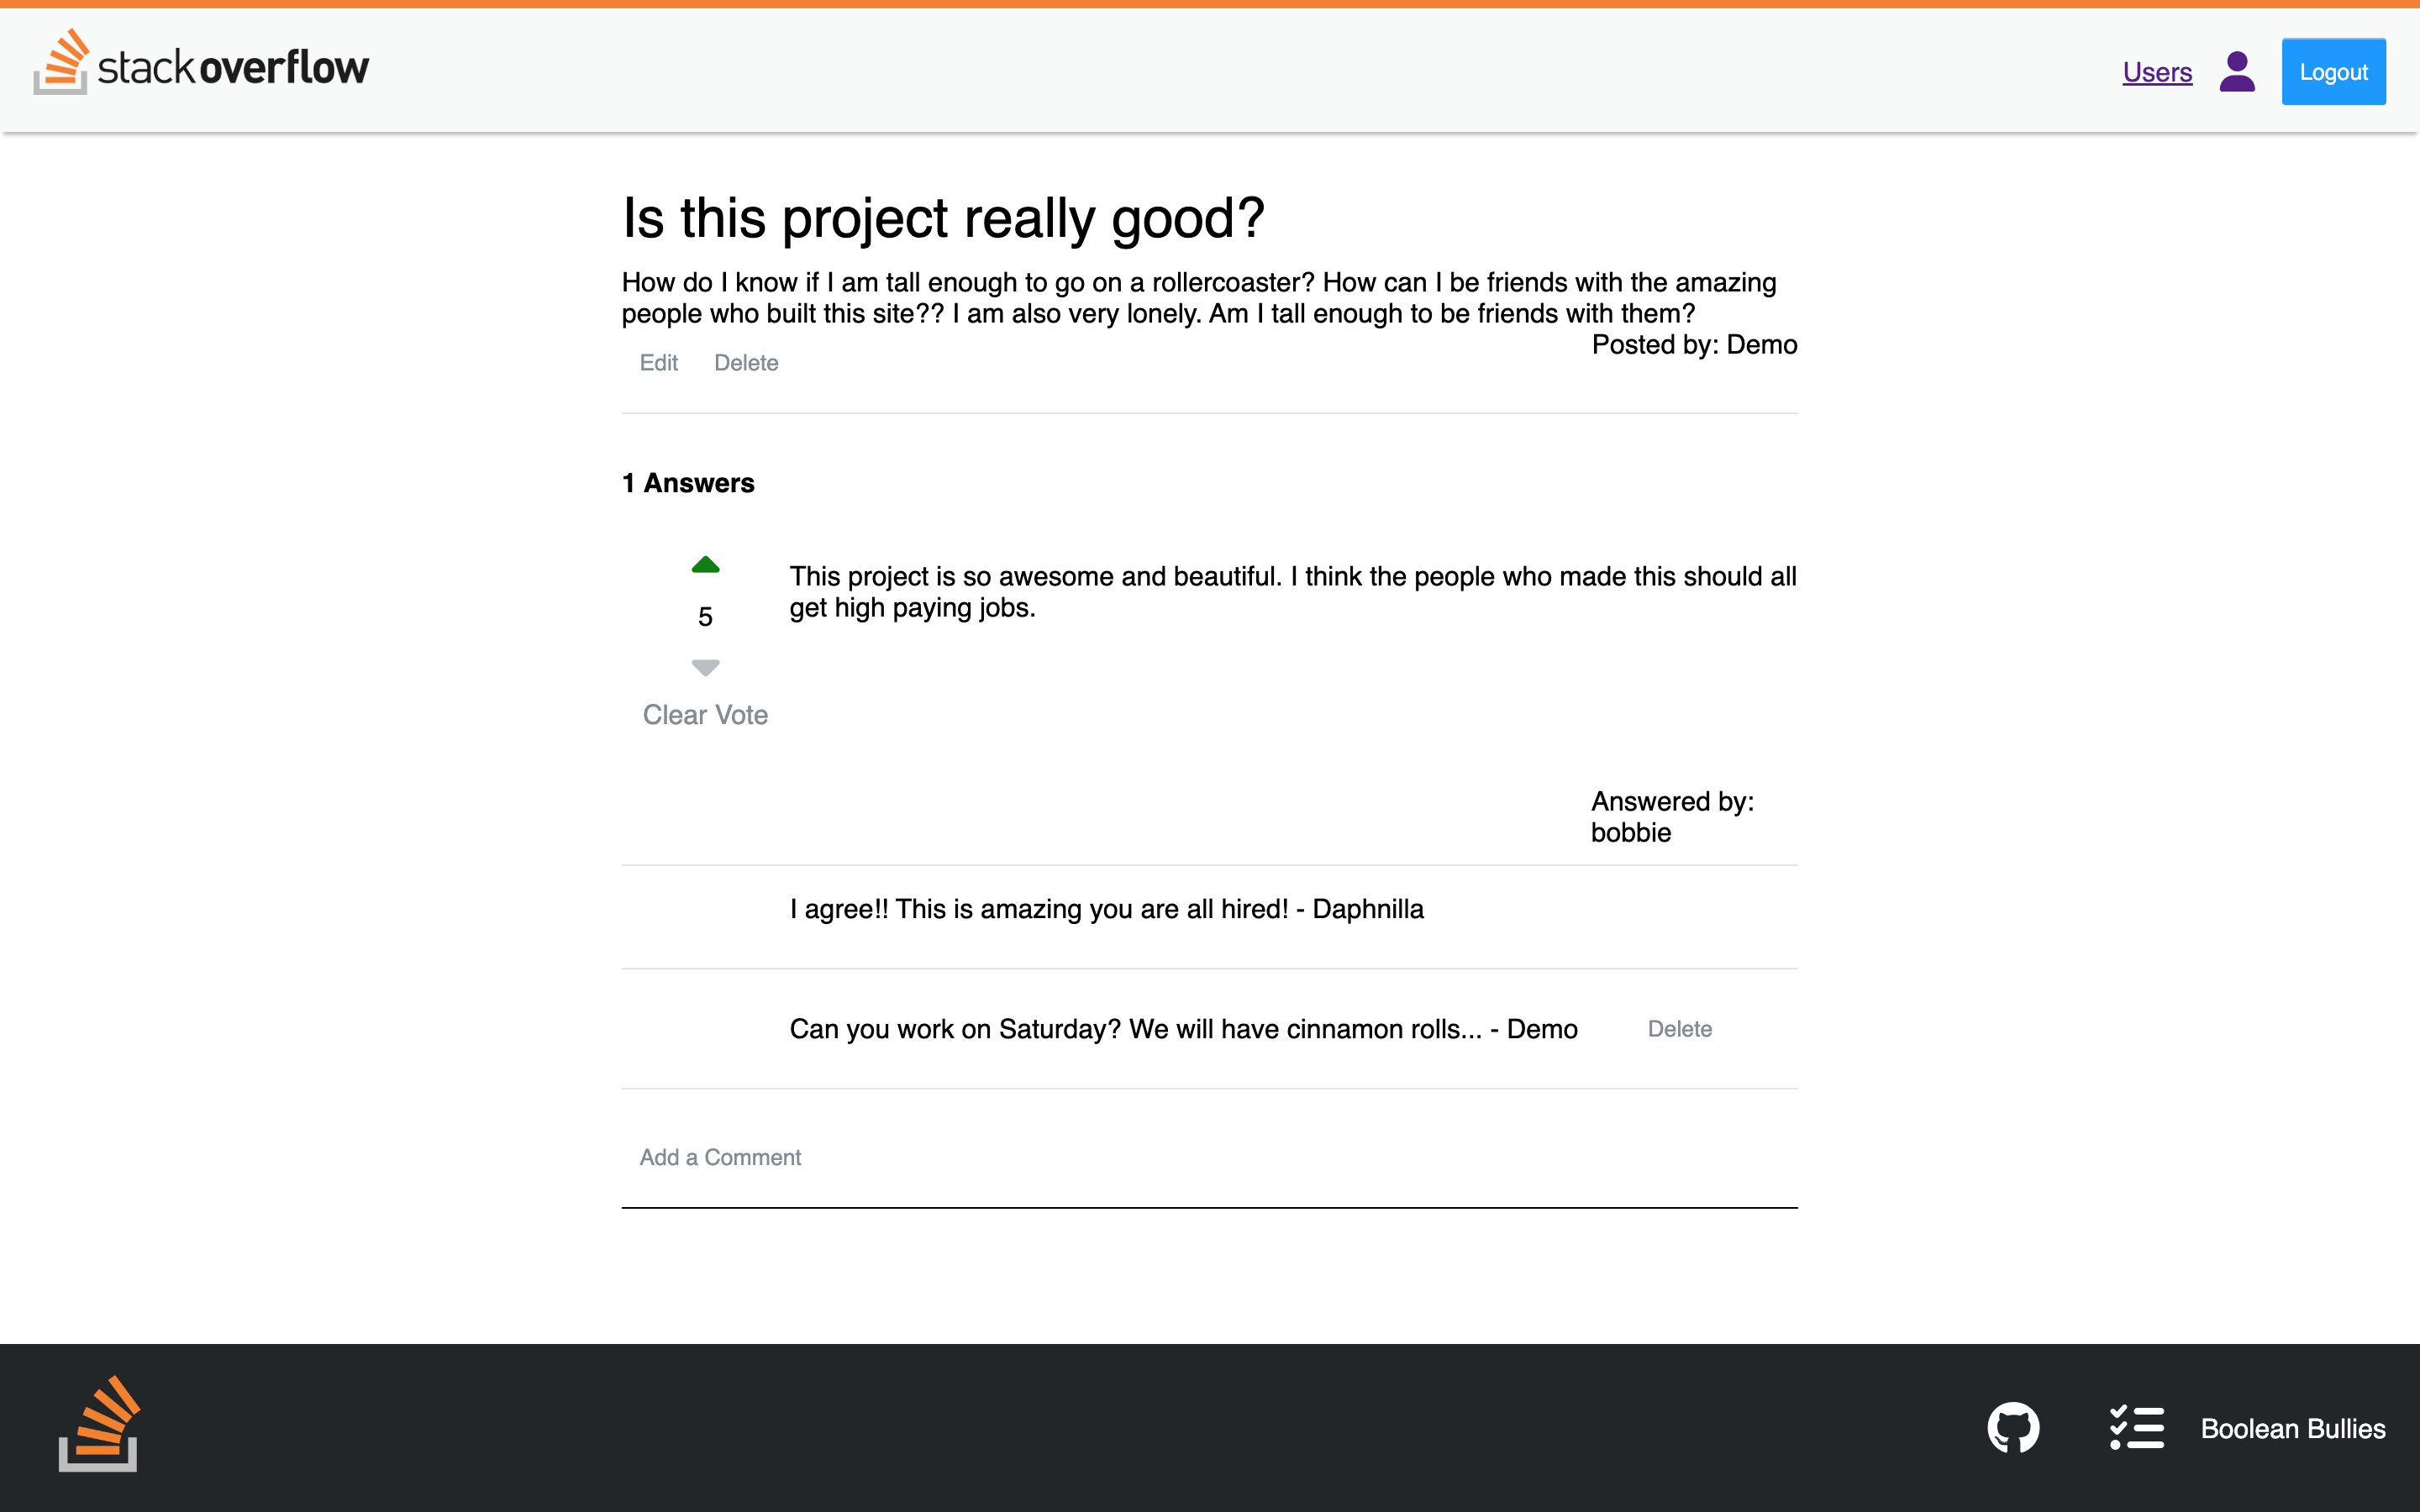 stackoverflow
Users
Logout
Is this project really good?
How do I know if I am tall enough to go on a rollercoaster? How can I be friends with the amazing
people who built this site?? I am also very lonely. Am I tall enough to be friends with them?
Posted by: Demo
Edit Delete
1 Answers
This project is so awesome and beautiful. I think the people who made this should all
get high paying jobs.
5
Clear Vote
Answered by:
bobbie
I agree!! This is amazing you are all hired! - Daphnilla
Can you work on Saturday? We will have cinnamon rolls... - Demo
Delete
Add a Comment
Boolean Bullies